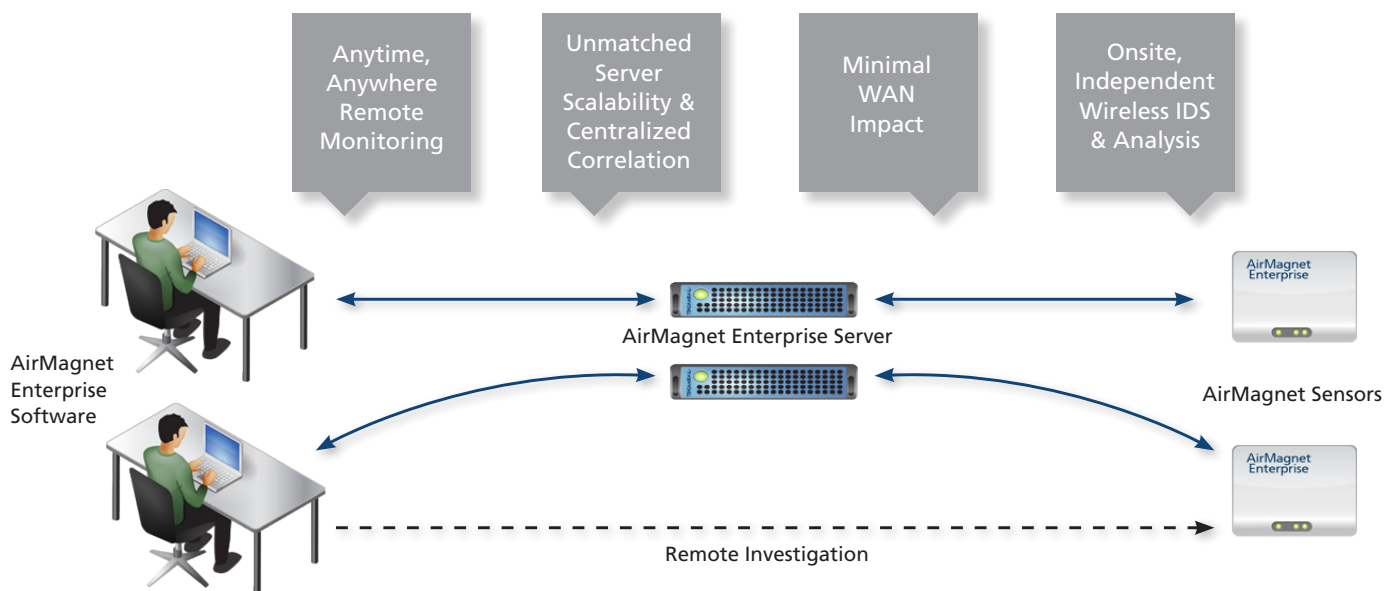 Anytime,
Anywhere
Remote
Monitoring
Unmatched
Server
Scalability &
Centralized
Correlation
Minimal
WAN
Impact
Onsite,
Independent
Wireless IDS
& Analysis
AirMagnet
Enterprise
AirMagnet Enterprise Server
AirMagnet
Enterprise
Software
AirMagnet Sensors
AirMagnet
Enterprise
Remote Investigation